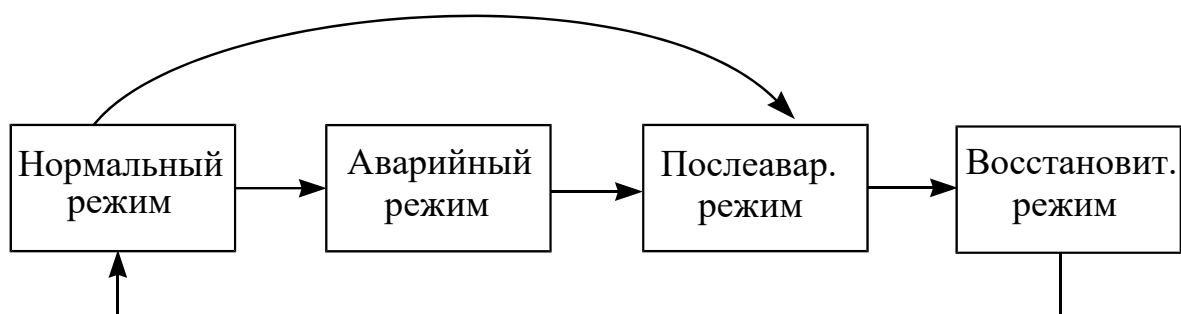 Нормальный
режим
Аварийный
режим
Послеавар.
режим
Восстановит.
режим